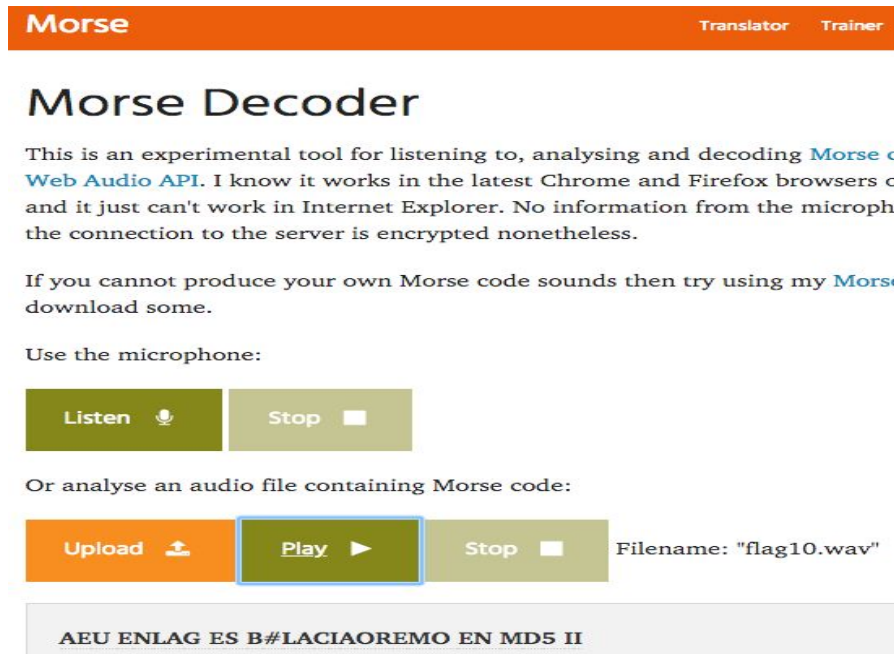 Morse
Translator Trainer
Morse Decoder
This is an experimental tool for listening to, analysing and decoding Morse
Web Audio API. I know it works in the latest Chrome and Firefox browsers
and it just can't work in Internet Explorer. No information from the
the connection to the server is encrypted nonetheless.
If you cannot produce your own Morse code sounds then try using my
download some.
Use the microphone:
Listen Stop
Or analyse an audio file containing Morse code:
Upload Play Stop Filename: "flag10.wav"
AEU ENLAG ES B#LACIAOREMO EN MD5 II